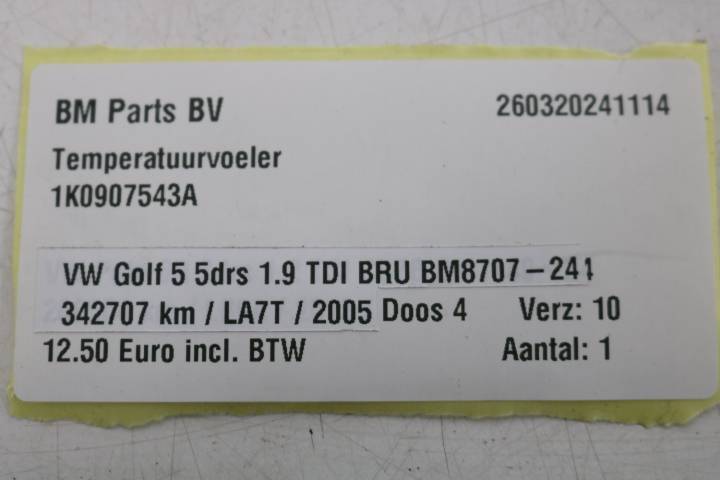 BM Parts BV 260320241114
Temperatuurvoeler
1K0907543A
VW Golf 5 5drs 1.9 TDI BRU BM8707-241
342707 km / LA7T / 2005 Doos 4 Verz: 10
12.50 Euro incl. BTW Aantal: 1